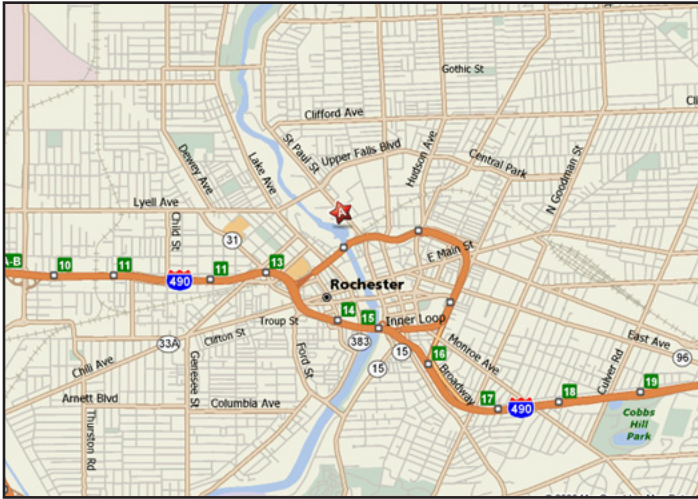 Gothic St
Clifford Ave
Cli
St Paul St
Upper Falls Blvd
Hudson Ave
Central Park
N Goodman St
Dewey Ave
Lake Ave
Lyell Ave
Child St
31
A
E Main St
A-B
10
11
490
11
13
Rochester
14
15
Inner Loop
Troup St
383
33A
Clifton St
Chili Ave
Genesee St
Ford St
15
15
16
Monroe Ave
Broadway
East Ave
96
Culver Rd
Arnett Blvd
Columbia Ave
Thurston Rd
17
490
18
19
Cobbs
Hill
Park